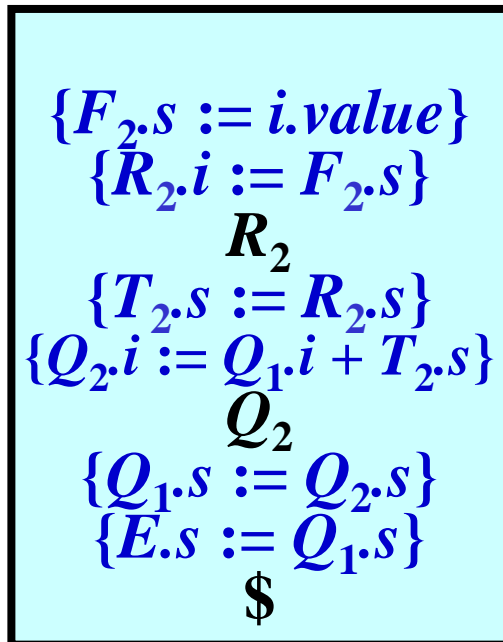 {F₂.s := i.value}
{R₂.i := F₂.s}
R₂
{T₂.s := R₂.s}
{Q₂.i := Q₁.i + T₂.s}
Q₂
{Q₁.s := Q₂.s}
{E.s := Q₁.s}
$